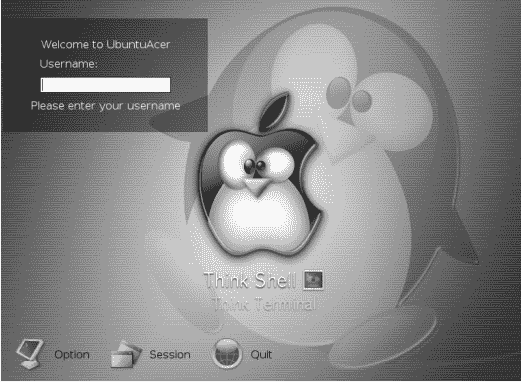 Welcome to UbuntuAcer
Username:
Please enter your username
Think Shell
Think Terminal
Option Session Quit